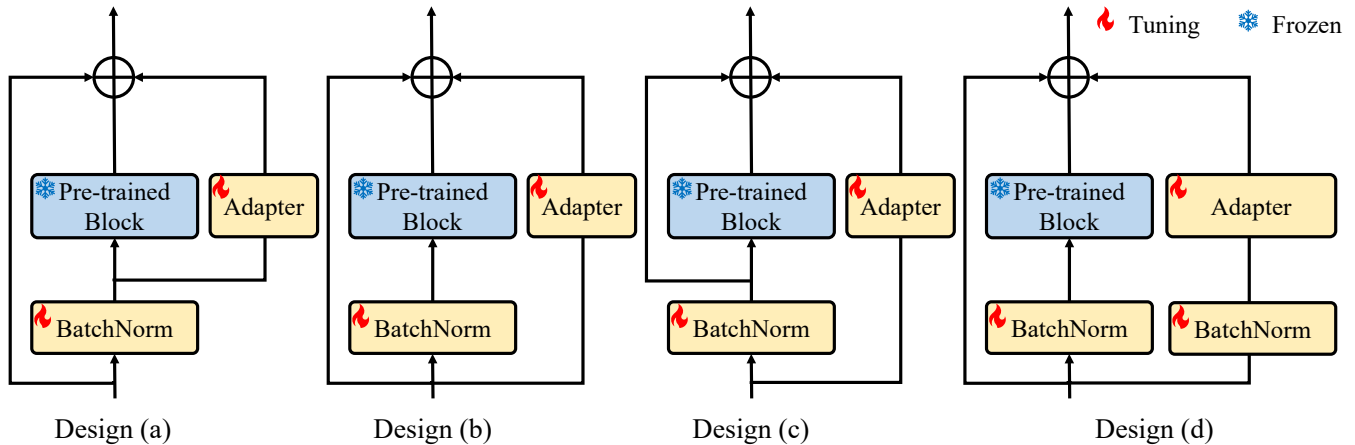 Tuning
Frozen
Pre-trained
Block
Adapter
BatchNorm
Design (a)
Pre-trained
Block
Adapter
BatchNorm
Design (b)
Pre-trained
Block
Adapter
BatchNorm
Design (c)
Pre-trained
Block
Adapter
BatchNorm
BatchNorm
Design (d)